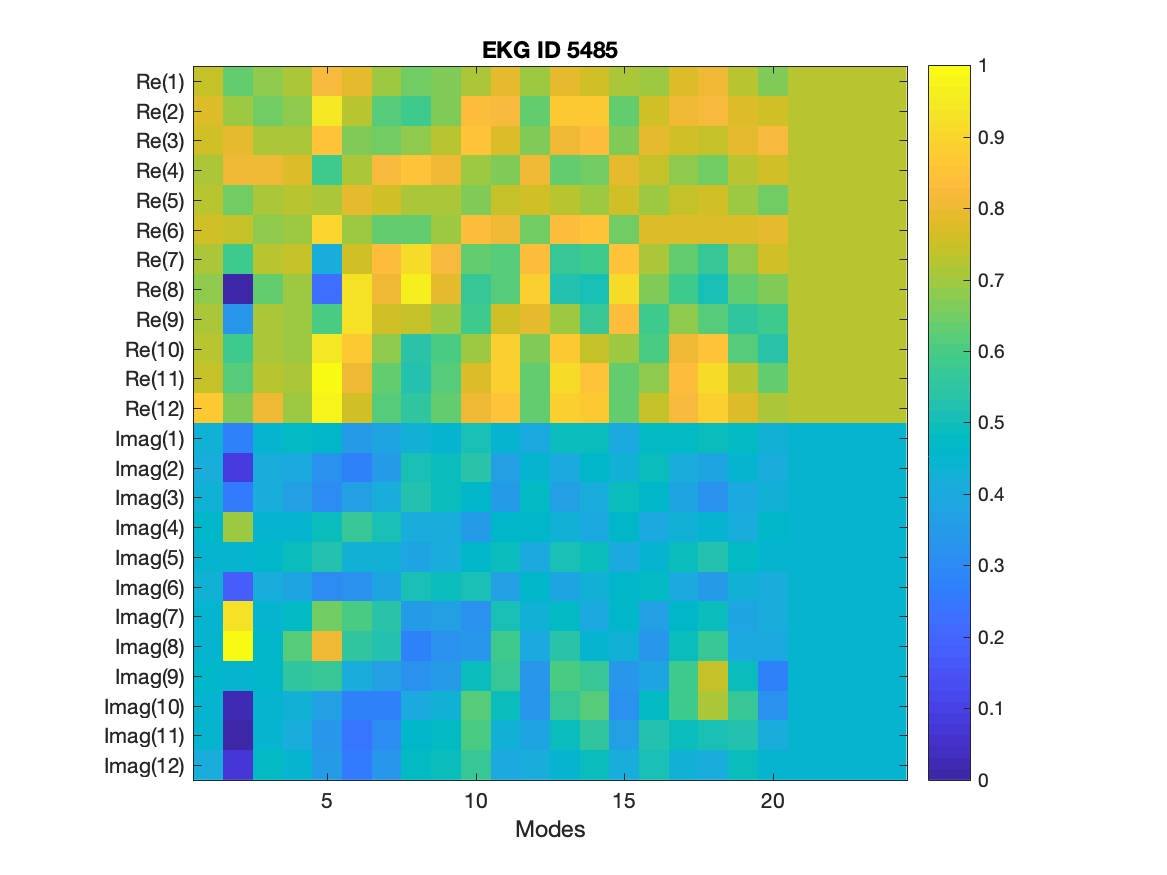 EKG ID 5485
Re(1)
Re(2)
Re(3)
Re(4)
Re(5)
Re(6)
Re(7)
Re(8)
Re(9)
Re(10)
Re(11)
Re(12)
Imag(1)
Imag(2)
Imag(3)
Imag(4)
Imag(5)
Imag(6)
Imag(7)
Imag(8)
Imag(9)
Imag(10)
Imag(11)
Imag(12)
5 10 15 20
Modes
1
0.9
0.8
0.7
0.6
0.5
0.4
0.3
0.2
0.1
0